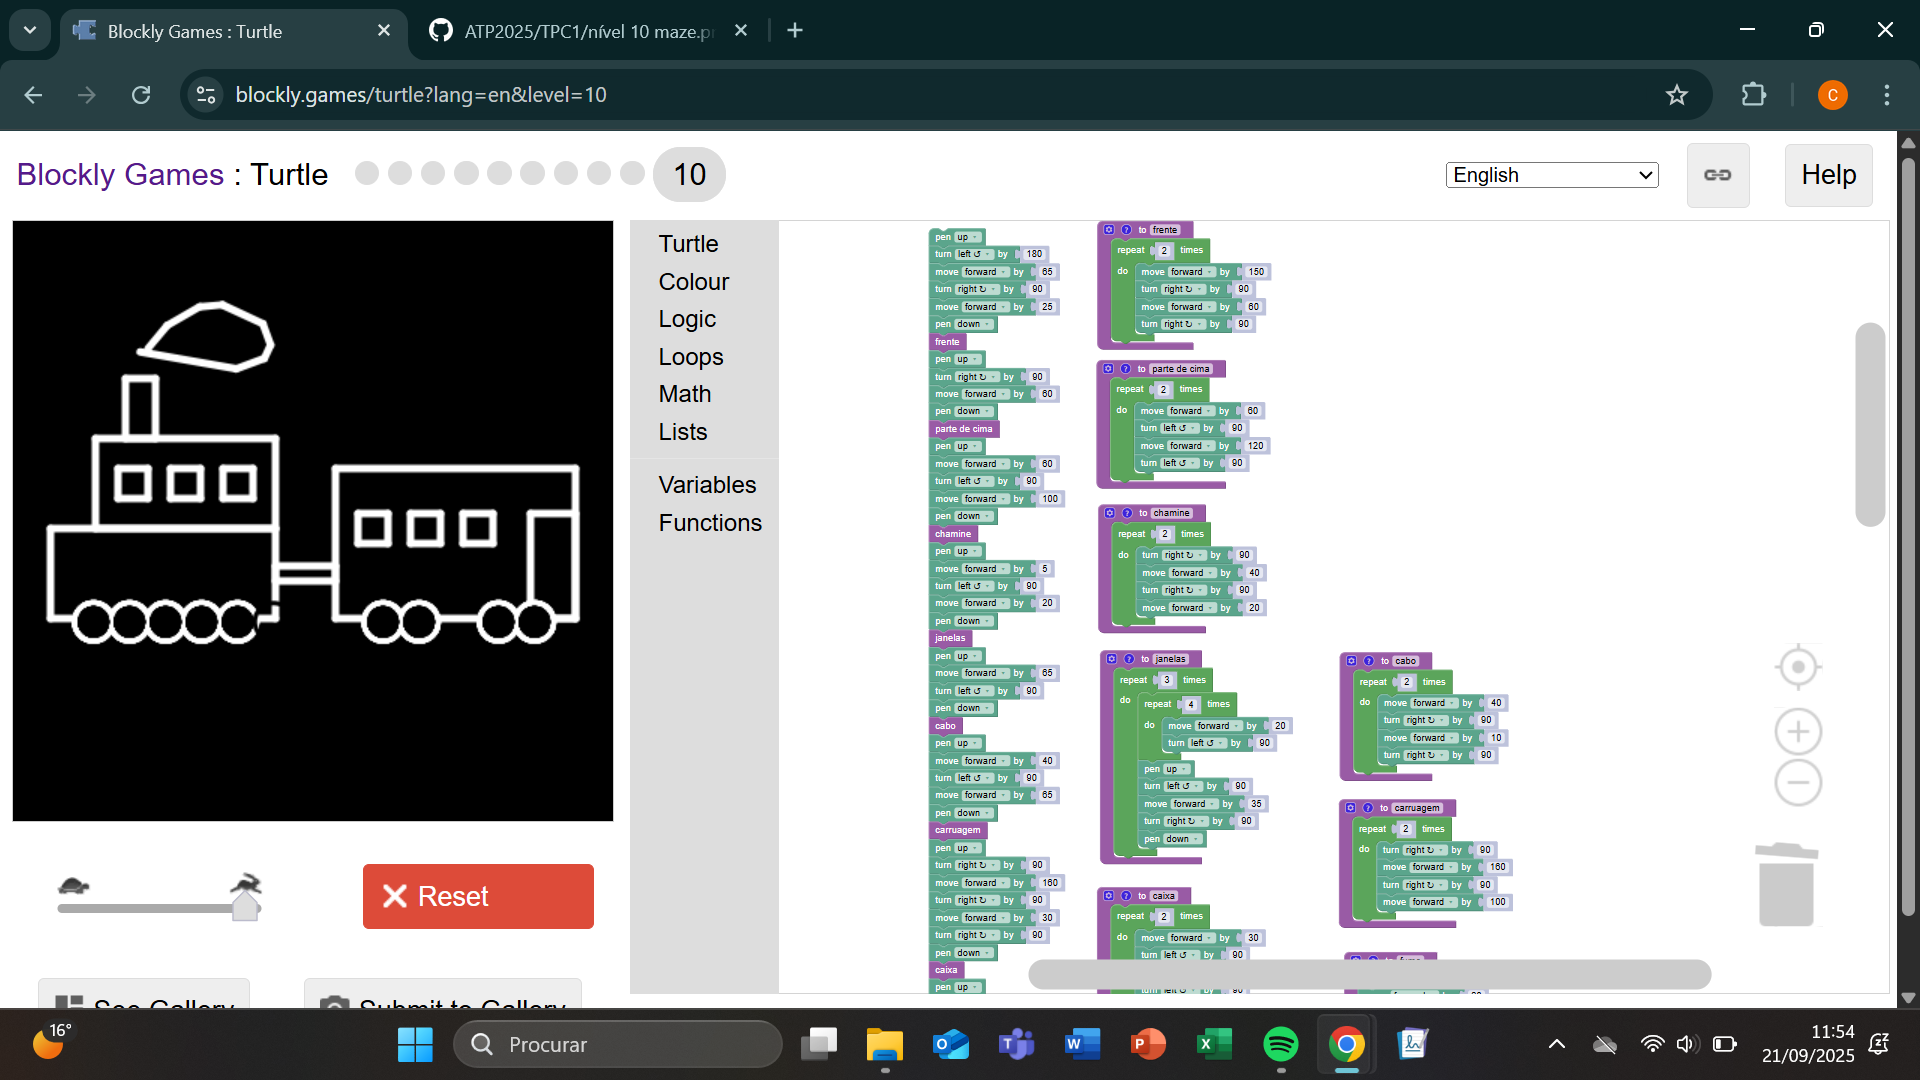 Blockly Games : Turtle
ATP2025/TPC1/nível 10 maze.pr
blockly.games/turtle?lang=en&level=10
C
Blockly Games : Turtle
10
English
Help
Turtle
Colour
Logic
Loops
Math
Lists
Variables
Functions
pen up
turn left ↺ by 180
move forward by 65
turn right ↻ by 90
move forward by 25
pen down
frente
pen up
turn right ↻ by 90
move forward by 60
pen down
parte de cima
pen up
move forward by 60
turn left ↺ by 90
move forward by 100
pen down
chamine
pen up
move forward by 5
turn left ↺ by 90
move forward by 20
pen down
janelas
pen up
move forward by 65
turn left ↺ by 90
pen down
cabo
pen up
move forward by 40
turn left ↺ by 90
move forward by 65
pen down
carruagem
pen up
turn right ↻ by 90
move forward by 160
turn right ↻ by 90
move forward by 30
turn right ↻ by 90
pen down
caixa
pen up
to frente
repeat 2 times
do move forward by 150
turn right ↻ by 90
move forward by 60
turn right ↻ by 90
to parte de cima
repeat 2 times
do move forward by 60
turn left ↺ by 90
move forward by 120
turn left ↺ by 90
to chamine
repeat 2 times
do turn right ↻ by 90
move forward by 40
turn right ↻ by 90
move forward by 20
to janelas
repeat 3 times
do repeat 4 times
do move forward by 20
turn left ↺ by 90
pen up
turn left ↺ by 90
move forward by 35
turn right ↻ by 90
pen down
to caixa
repeat 2 times
do move forward by 30
turn left ↺ by 90
to cabo
repeat 2 times
do move forward by 40
turn right ↻ by 90
move forward by 10
turn right ↻ by 90
to carruagem
repeat 2 times
do turn right ↻ by 90
move forward by 160
turn right ↻ by 90
move forward by 100
Reset
See Gallery
Submit to Gallery
16°
Procurar
11:54
21/09/2025